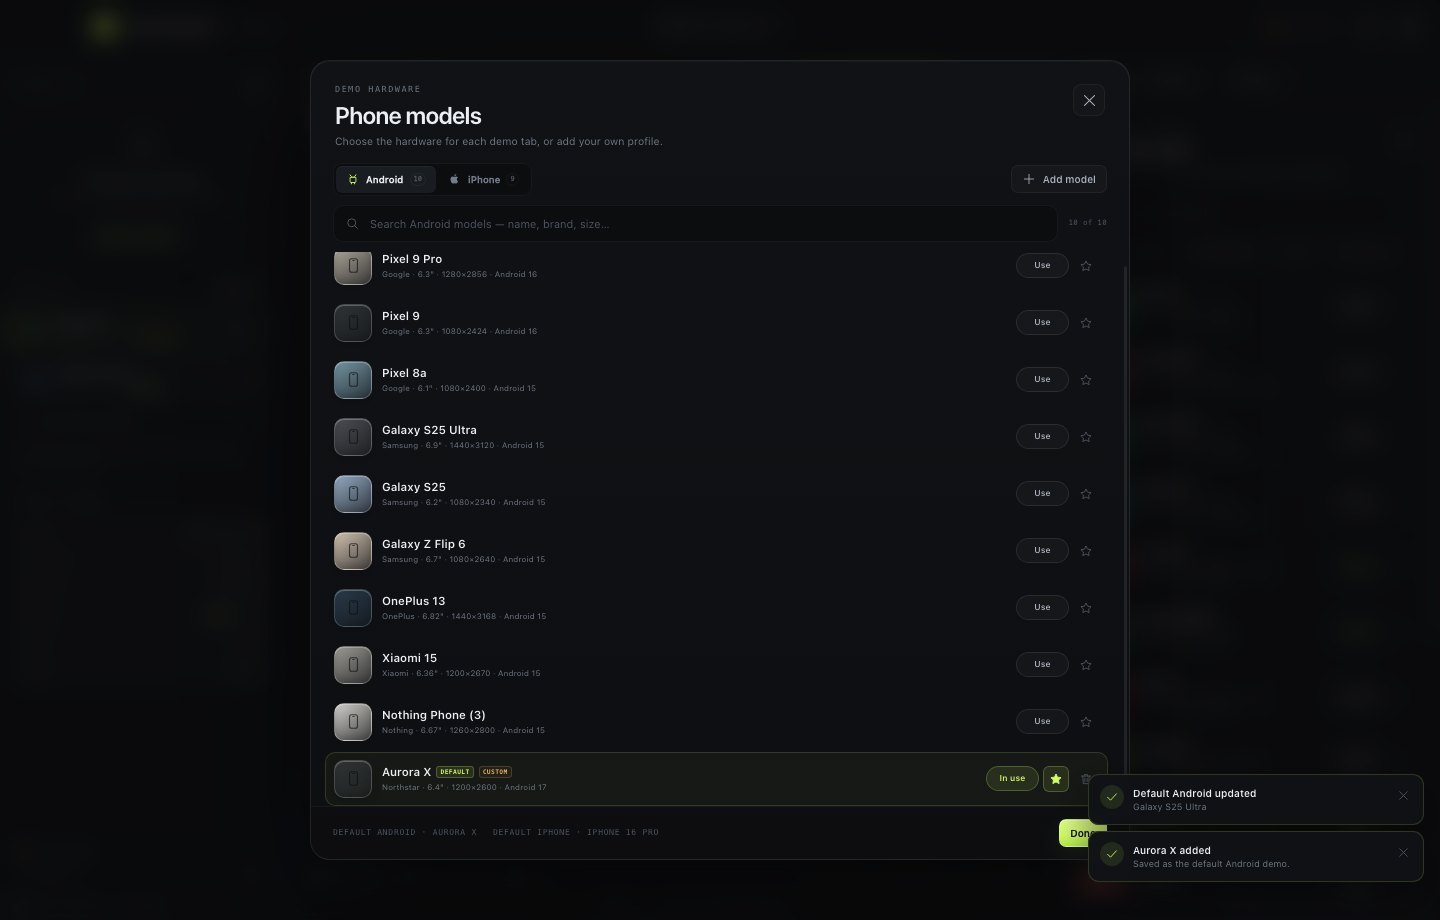 DEMO HARDWARE
Phone models
Choose the hardware for each demo tab, or add your own profile.
Android 10
iPhone 9
Add model
Search Android models — name, brand, size...
10 of 10
Pixel 9 Pro
Google · 6.3" · 1280×2856 · Android 16
Use
Pixel 9
Google · 6.3" · 1080×2424 · Android 16
Use
Pixel 8a
Google · 6.1" · 1080×2400 · Android 15
Use
Galaxy S25 Ultra
Samsung · 6.9" · 1440×3120 · Android 15
Use
Galaxy S25
Samsung · 6.2" · 1080×2340 · Android 15
Use
Galaxy Z Flip 6
Samsung · 6.7" · 1080×2640 · Android 15
Use
OnePlus 13
OnePlus · 6.82" · 1440×3168 · Android 15
Use
Xiaomi 15
Xiaomi · 6.36" · 1200×2670 · Android 15
Use
Nothing Phone (3)
Nothing · 6.67" · 1260×2800 · Android 15
Use
Aurora X DEFAULT CUSTOM
Northstar · 6.4" · 1200×2600 · Android 17
In use
DEFAULT ANDROID · AURORA X DEFAULT IPHONE · IPHONE 16 PRO
Done
Default Android updated
Galaxy S25 Ultra
Aurora X added
Saved as the default Android demo.